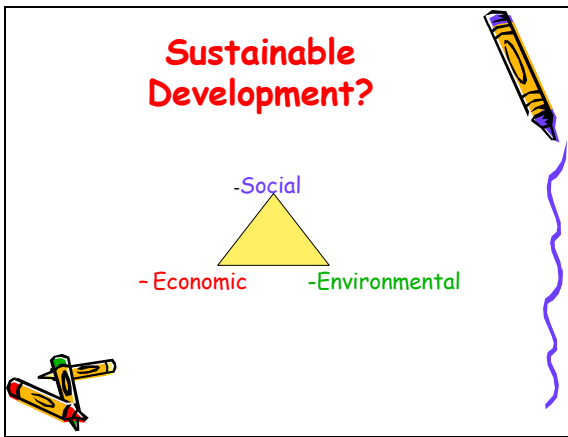 Sustainable
Development?
-Social
- Economic
-Environmental